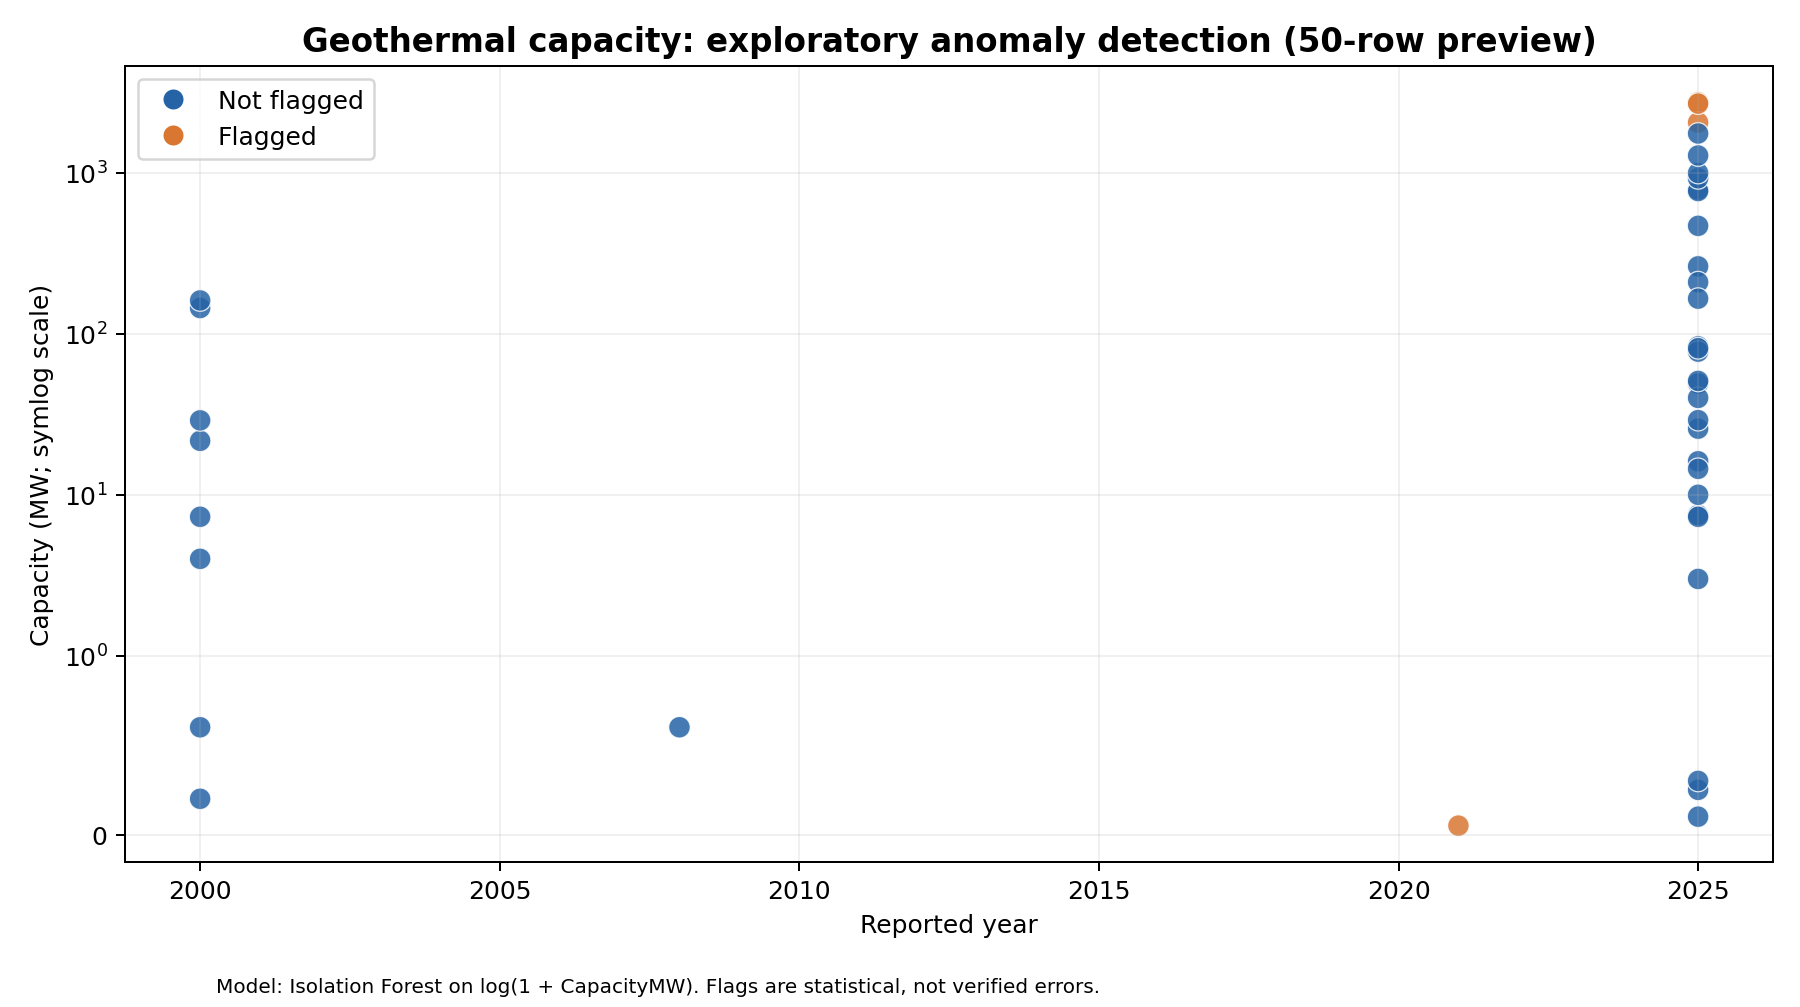 Geothermal capacity: exploratory anomaly detection (50-row preview)
Not flagged
Flagged
10³
10²
10¹
10⁰
0
Capacity (MW; symlog scale)
2000 2005 2010 2015 2020 2025
Reported year
Model: Isolation Forest on log(1 + CapacityMW). Flags are statistical, not verified errors.